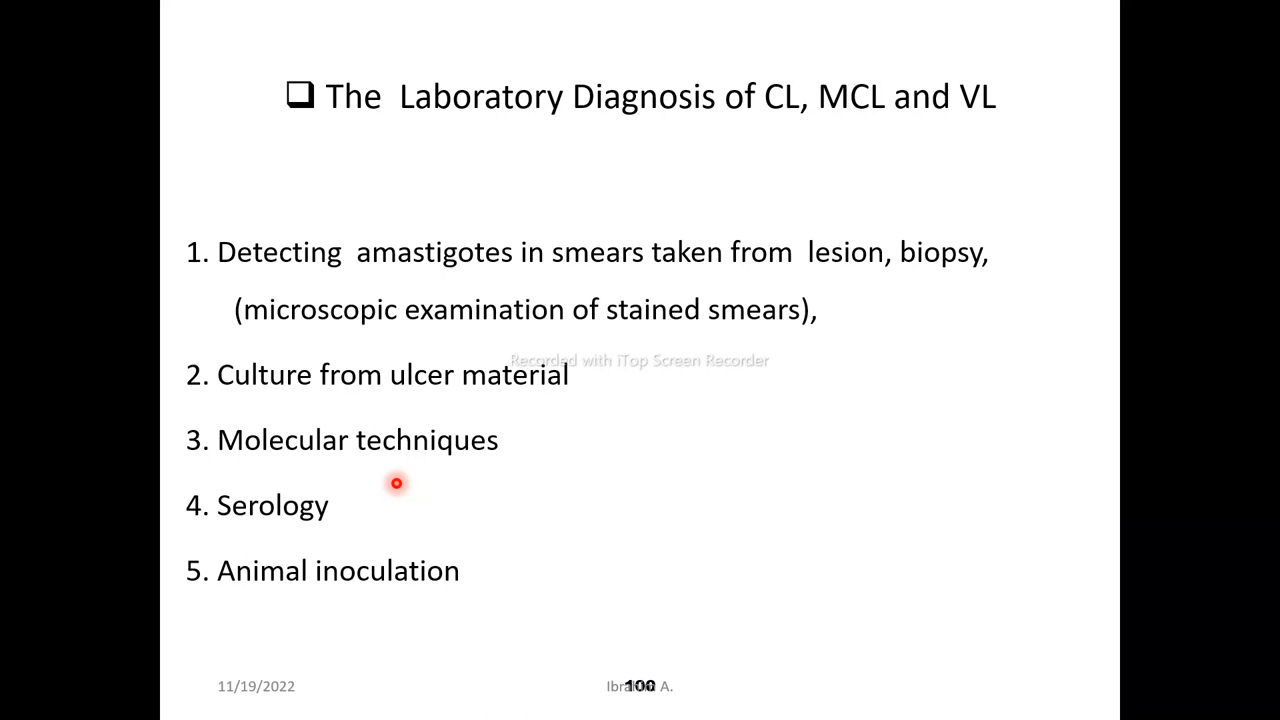 ❑ The Laboratory Diagnosis of CL, MCL and VL
1. Detecting amastigotes in smears taken from lesion, biopsy,
(microscopic examination of stained smears),
Recorded with iTop Screen Recorder
2. Culture from ulcer material
3. Molecular techniques
4. Serology
5. Animal inoculation
11/19/2022
A.